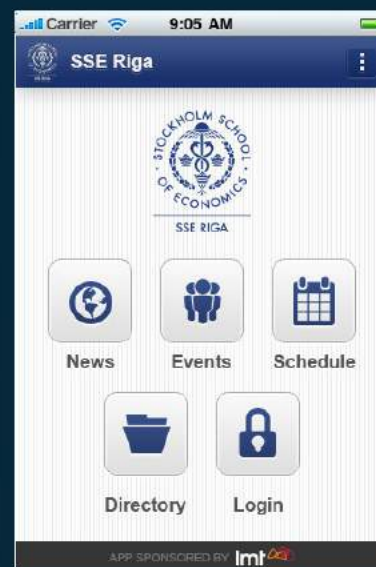 Carrier 9:05 AM
SSE Riga
STOCKHOLM SCHOOL
OF ECONOMICS
SSE RIGA
News Events Schedule
Directory Login
APP SPONSORED BY lmt